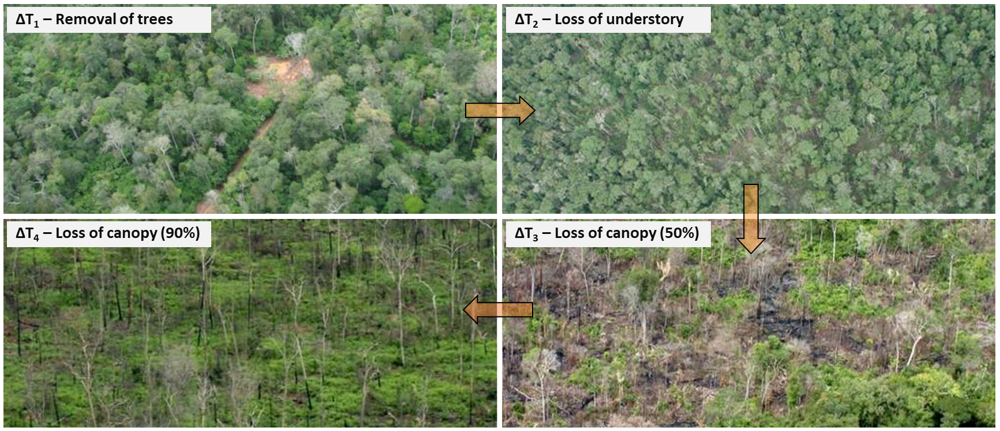 ΔT₁ – Removal of trees
ΔT₂ – Loss of understory
ΔT₄ – Loss of canopy (90%)
ΔT₃ – Loss of canopy (50%)